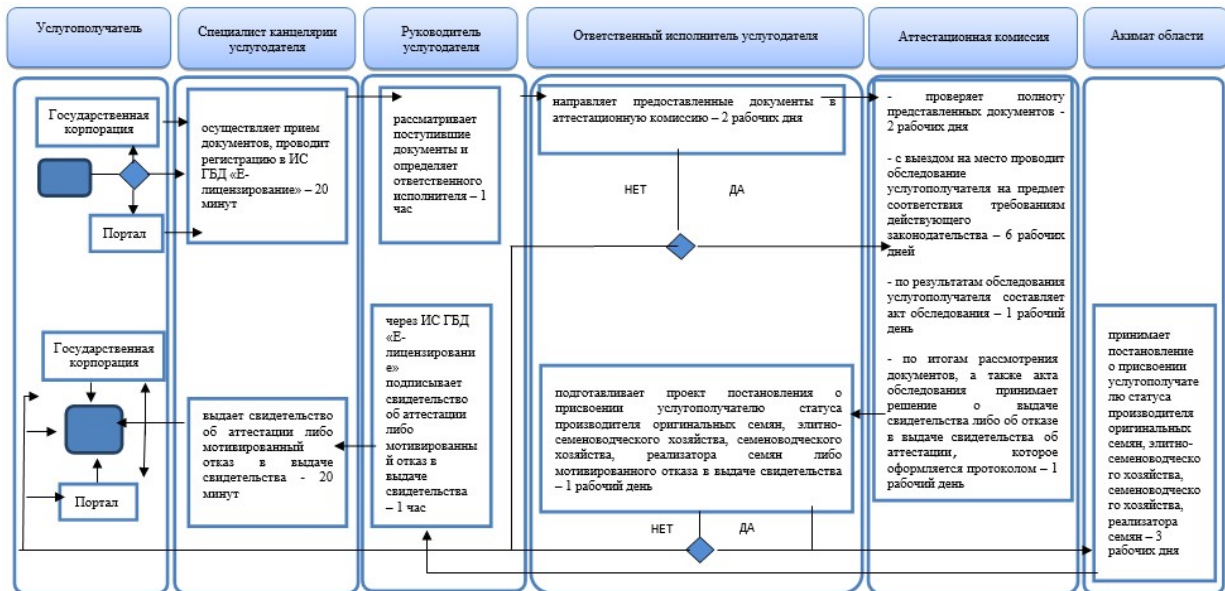 Услугополучатель
Специалист канцелярии
услугодателя
Руководитель
услугодателя
Ответственный исполнитель услугодателя
Аттестационная комиссия
Акимат области
Государственная
корпорация
Портал
осуществляет прием
документов, проводит
регистрацию в ИС
ГБД «Е-
лицензирование» – 20
минут
рассматривает
поступившие
документы и
определяет
ответственного
исполнителя – 1
час
направляет предоставленные документы в
аттестационную комиссию – 2 рабочих дня
НЕТ
ДА
- проверяет полноту
представленных документов -
2 рабочих дня
- с выездом на место проводит
обследование
услугополучателя на предмет
соответствия требованиям
действующего
законодательства – 6 рабочих
дней
- по результатам обследования
услугополучателя составляет
акт обследования – 1 рабочий
день
- по итогам рассмотрения
документов, а также акта
обследования принимает
решение о выдаче
свидетельства либо об отказе
в выдаче свидетельства об
аттестации, которое
оформляется протоколом – 1
рабочий день
Государственная
корпорация
Портал
выдает свидетельство
об аттестации либо
мотивированный
отказ в выдаче
свидетельства - 20
минут
через ИС ГБД
«Е-
лицензировани
е»
подписывает
свидетельство
об аттестации
либо
мотивированны
й отказ в
выдаче
свидетельства
– 1 час
подготавливает проект постановления о
присвоении услугополучателю статуса
производителя оригинальных семян, элитно-
семеноводческого хозяйства, семеноводческого
хозяйства, реализатора семян либо
мотивированного отказа в выдаче свидетельства
– 1 рабочий день
НЕТ
ДА
принимает
постановление
о присвоении
услугополучате
лю статуса
производителя
оригинальных
семян, элитно-
семеноводческо
го хозяйства,
семеноводческо
го хозяйства,
реализатора
семян – 3
рабочих дня